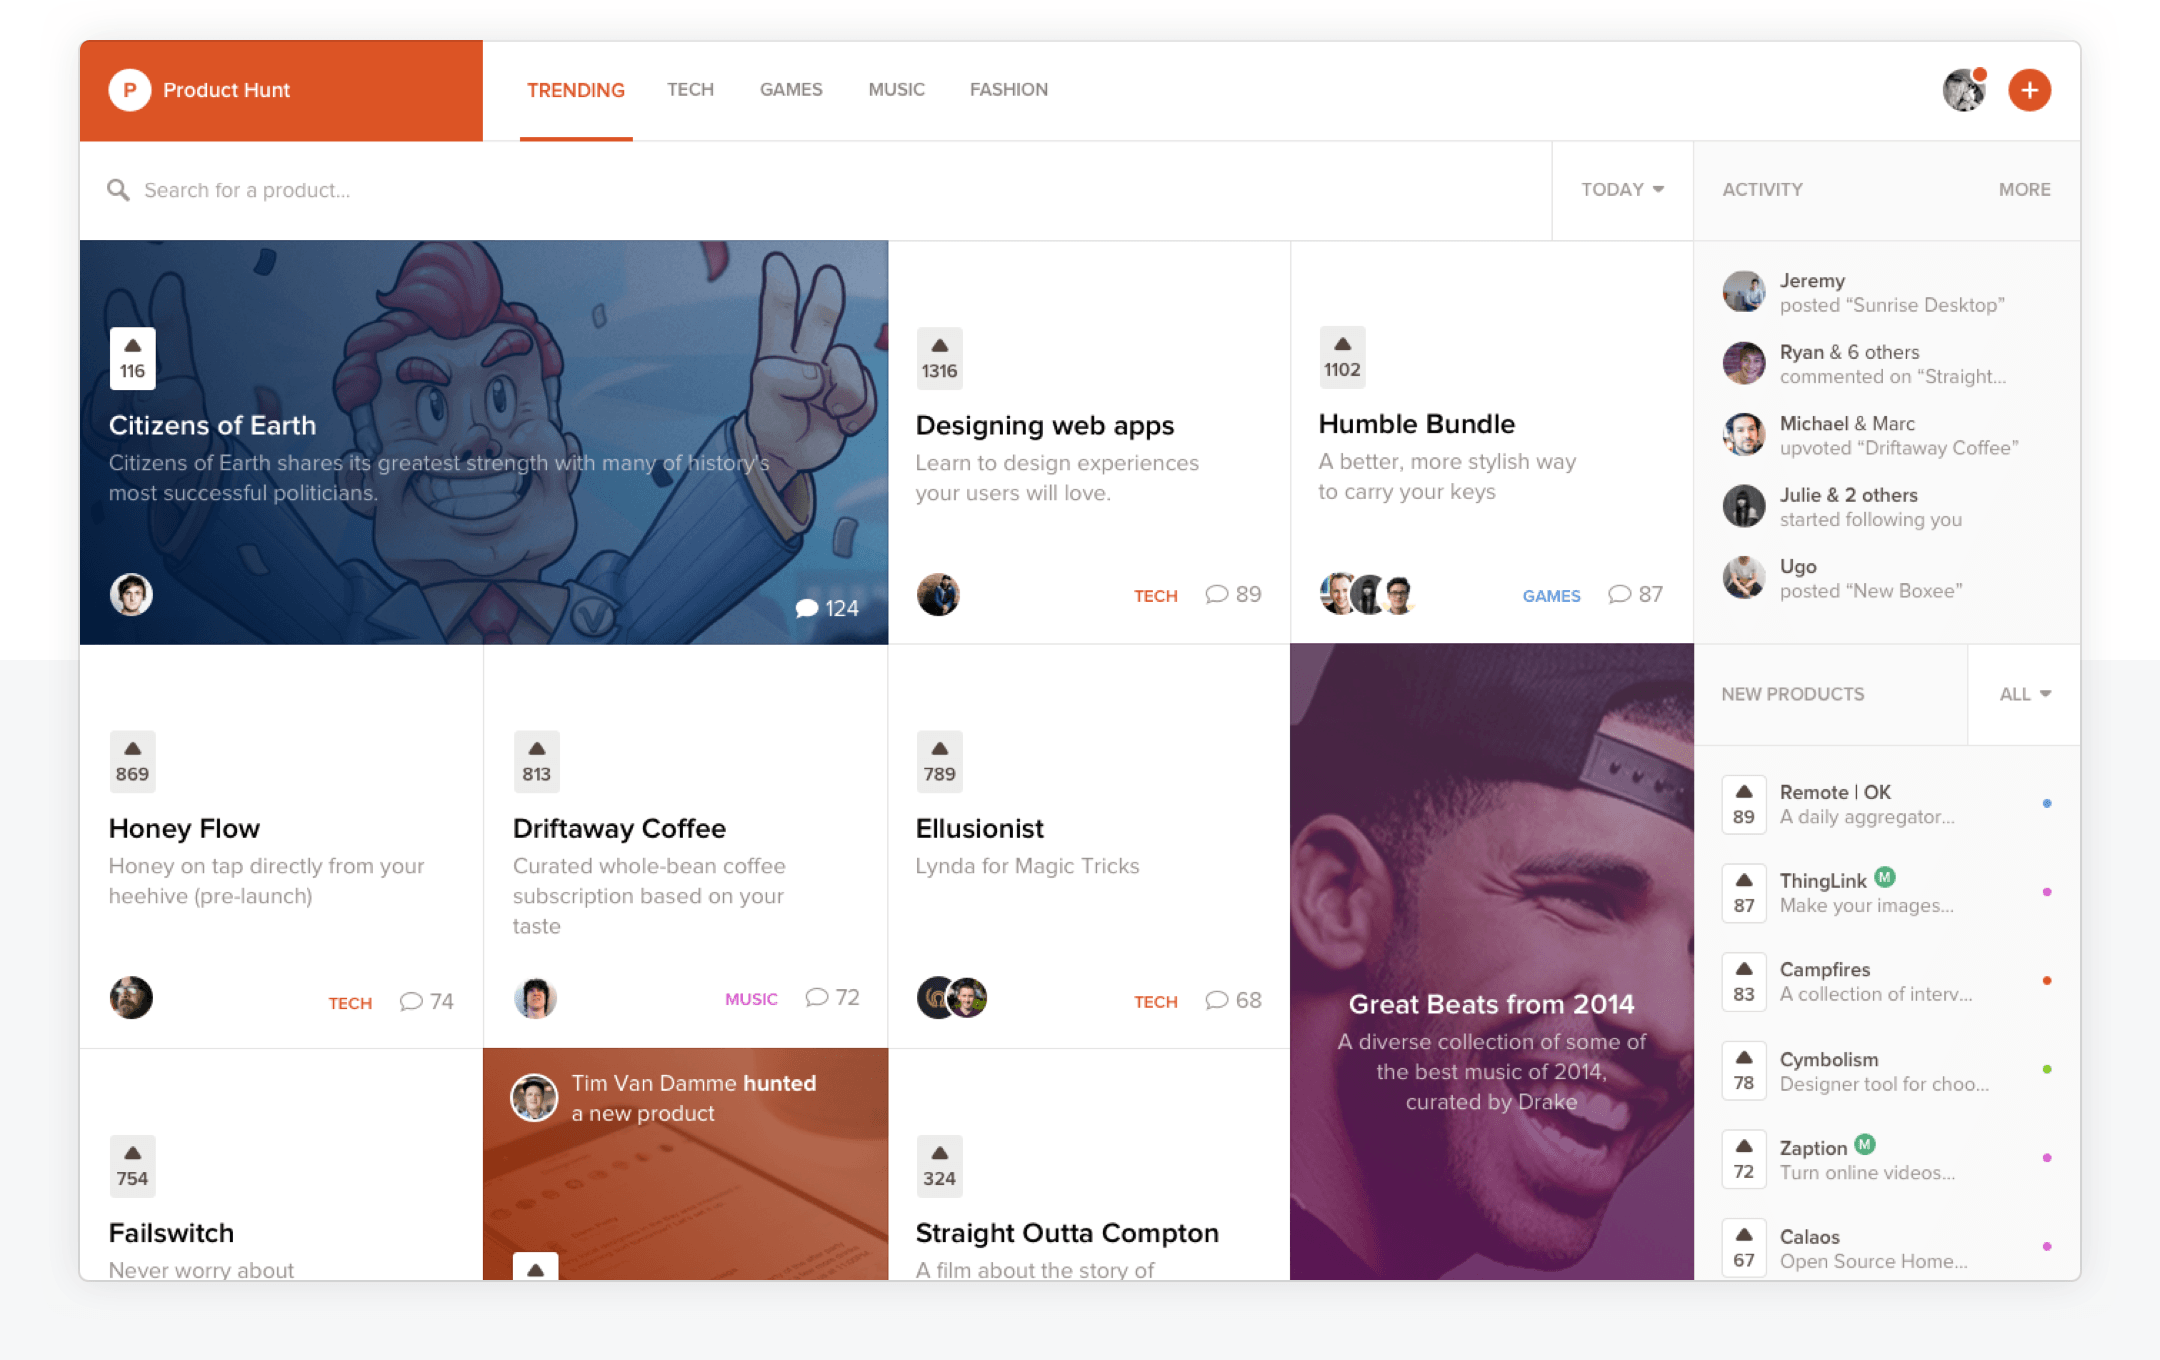 P Product Hunt
TRENDING TECH GAMES MUSIC FASHION
+
Search for a product...
TODAY
ACTIVITY MORE
116
Citizens of Earth
Citizens of Earth shares its greatest strength with many of history's
most successful politicians.
124
1316
Designing web apps
Learn to design experiences
your users will love.
TECH 89
1102
Humble Bundle
A better, more stylish way
to carry your keys
GAMES 87
Jeremy
posted “Sunrise Desktop”
Ryan & 6 others
commented on “Straight...
Michael & Marc
upvoted “Driftaway Coffee”
Julie & 2 others
started following you
Ugo
posted “New Boxee”
869
Honey Flow
Honey on tap directly from your
heehive (pre-launch)
TECH 74
813
Driftaway Coffee
Curated whole-bean coffee
subscription based on your
taste
MUSIC 72
789
Ellusionist
Lynda for Magic Tricks
TECH 68
Great Beats from 2014
A diverse collection of some of
the best music of 2014,
curated by Drake
NEW PRODUCTS ALL
89
Remote | OK
A daily aggregator...
87
ThingLink M
Make your images...
83
Campfires
A collection of interv...
78
Cymbolism
Designer tool for choo...
72
Zaption M
Turn online videos...
67
Calaos
Open Source Home...
754
Failswitch
Never worry about
Tim Van Damme hunted
a new product
324
Straight Outta Compton
A film about the story of